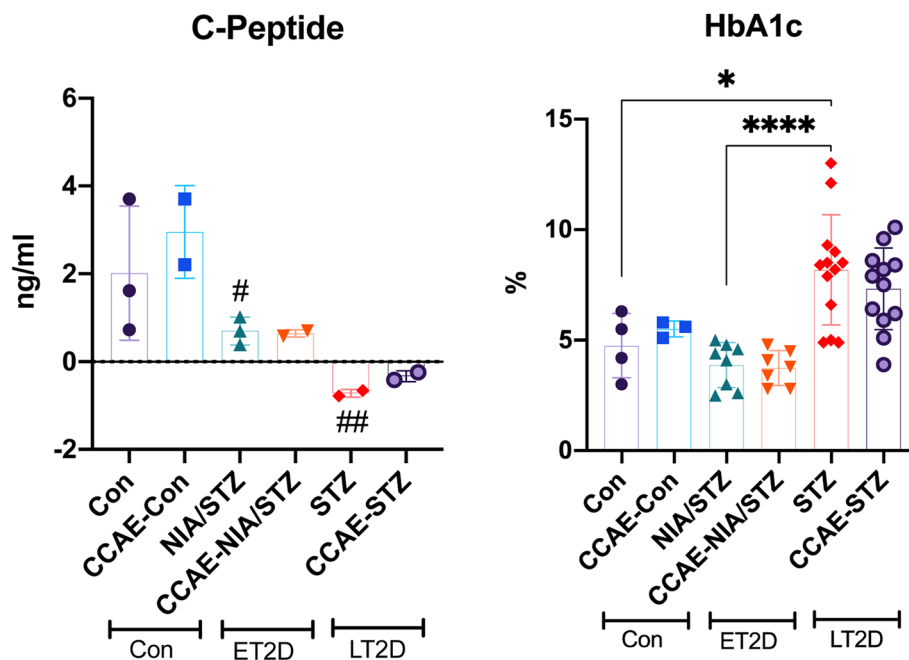 C-Peptide
ng/ml
6
4
2
0
-2
#
##
Con
CCAE-Con
NIA/STZ
CCAE-NIA/STZ
STZ
CCAE-STZ
Con
ET2D
LT2D
HbA1c
%
15
10
5
0
*
****
Con
CCAE-Con
NIA/STZ
CCAE-NIA/STZ
STZ
CCAE-STZ
Con
ET2D
LT2D